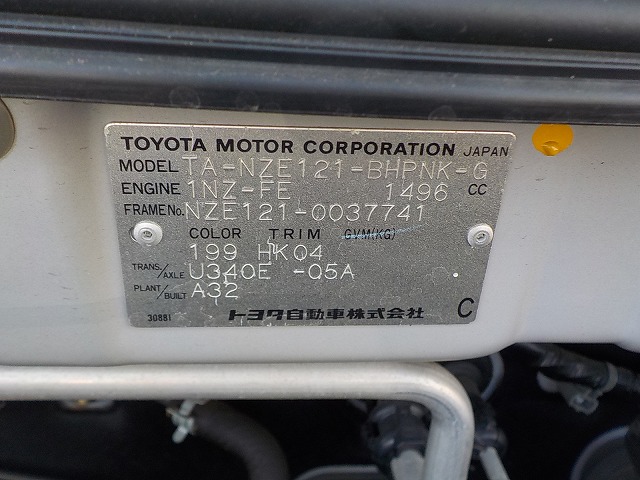 TOYOTA MOTOR CORPORATION JAPAN
MODEL TA-NZE121-BHPNK-G
ENGINE 1NZ-FE 1496 CC
FRAME No. NZE121-0037741
COLOR TRIM GVM(KG)
199 HK04
TRANS./AXLE U340E -05A
PLANT/BUILT A32
30881 トヨタ自動車株式会社 C